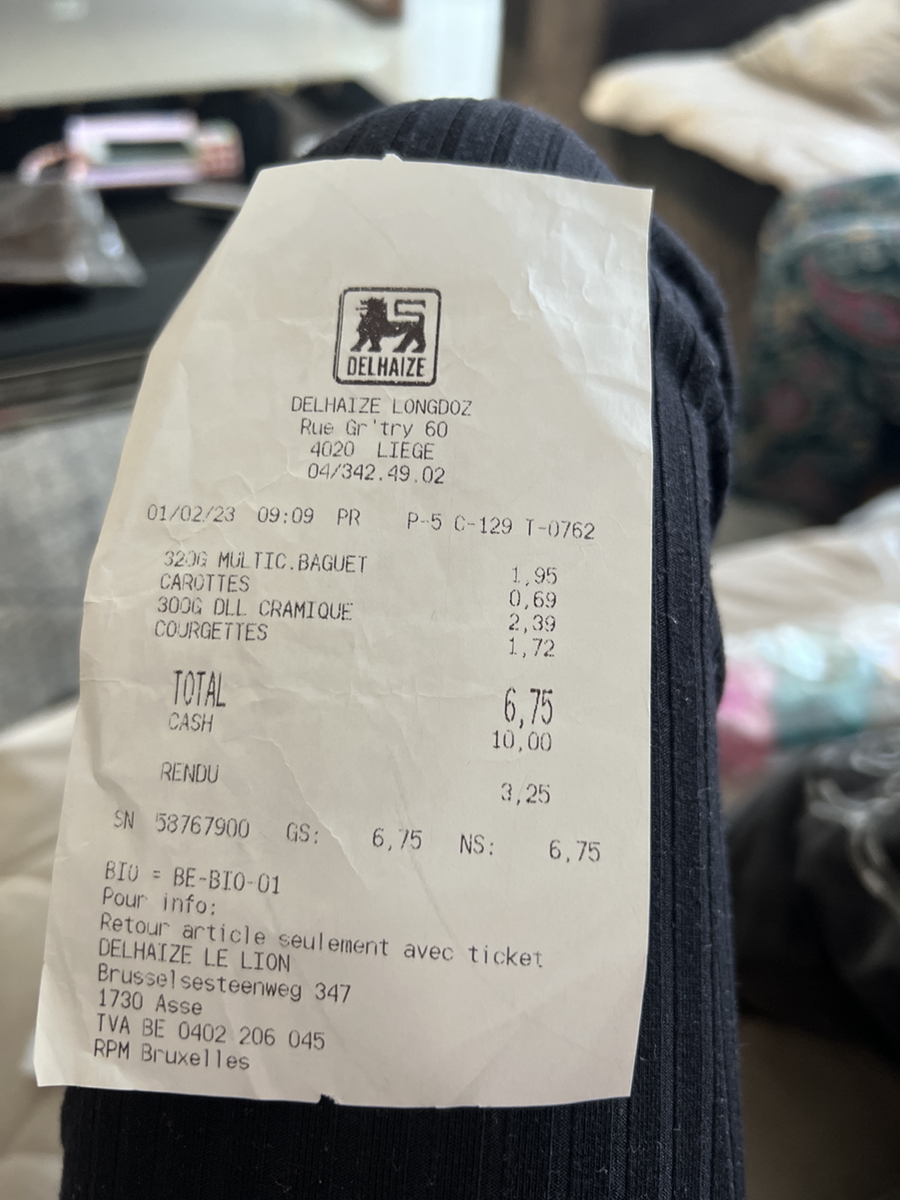 DELHAIZE
DELHAIZE LONGDOZ
Rue Gr'try 60
4020 LIEGE
04/342.49.02
01/02/23 09:09 PR P-5 C-129 T-0762
320G MULTIC.BAGUET 1,95
CAROTTES 0,69
300G DLL CRAMIQUE 2,39
COURGETTES 1,72
TOTAL 6,75
CASH 10,00
RENDU 3,25
SN 58767900 GS: 6,75 NS: 6,75
BIO = BE-BIO-01
Pour info:
Retour article seulement avec ticket
DELHAIZE LE LION
Brusselsesteenweg 347
1730 Asse
TVA BE 0402 206 045
RPM Bruxelles